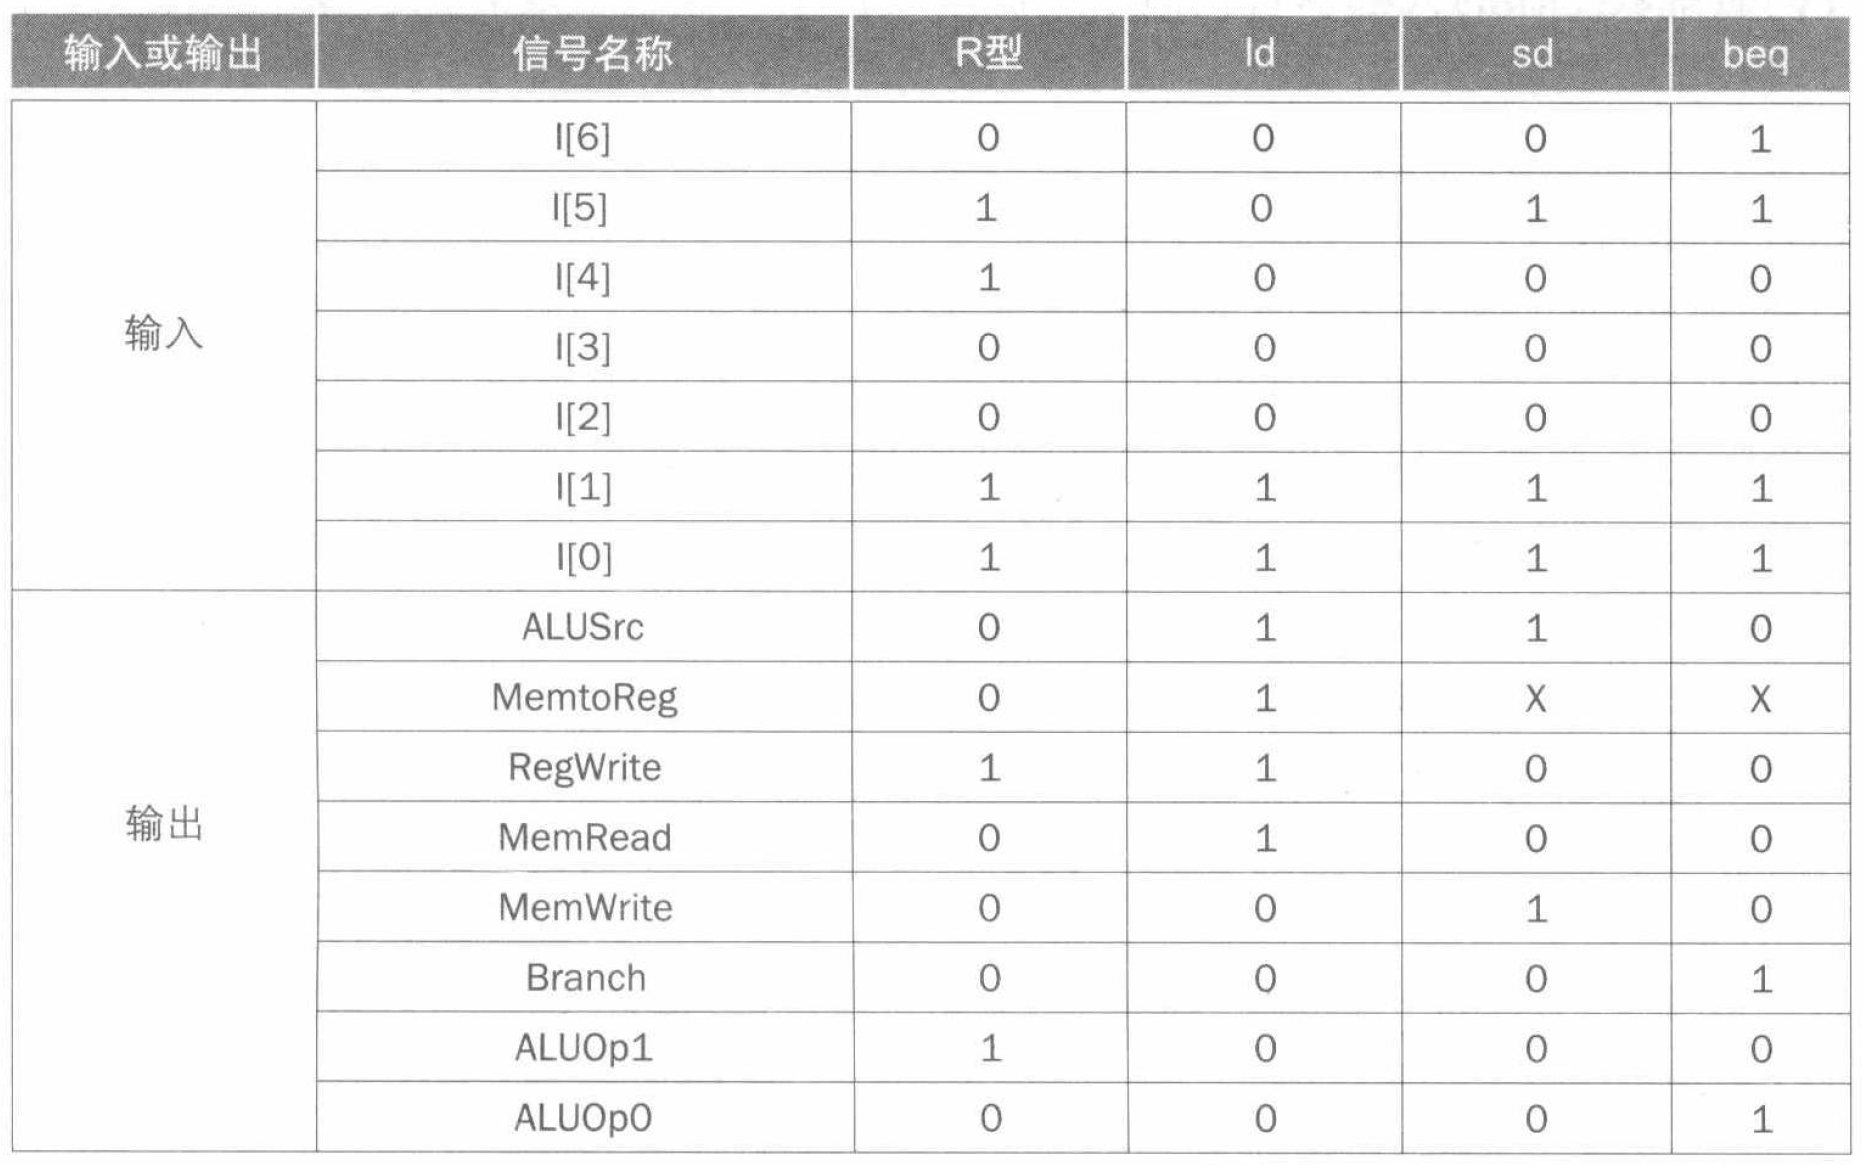 输入或输出 信号名称 R型 ld sd beq
输入 I[6] 0 0 0 1
I[5] 1 0 1 1
I[4] 1 0 0 0
I[3] 0 0 0 0
I[2] 0 0 0 0
I[1] 1 1 1 1
I[0] 1 1 1 1
输出 ALUSrc 0 1 1 0
MemtoReg 0 1 X X
RegWrite 1 1 0 0
MemRead 0 1 0 0
MemWrite 0 0 1 0
Branch 0 0 0 1
ALUOp1 1 0 0 0
ALUOp0 0 0 0 1